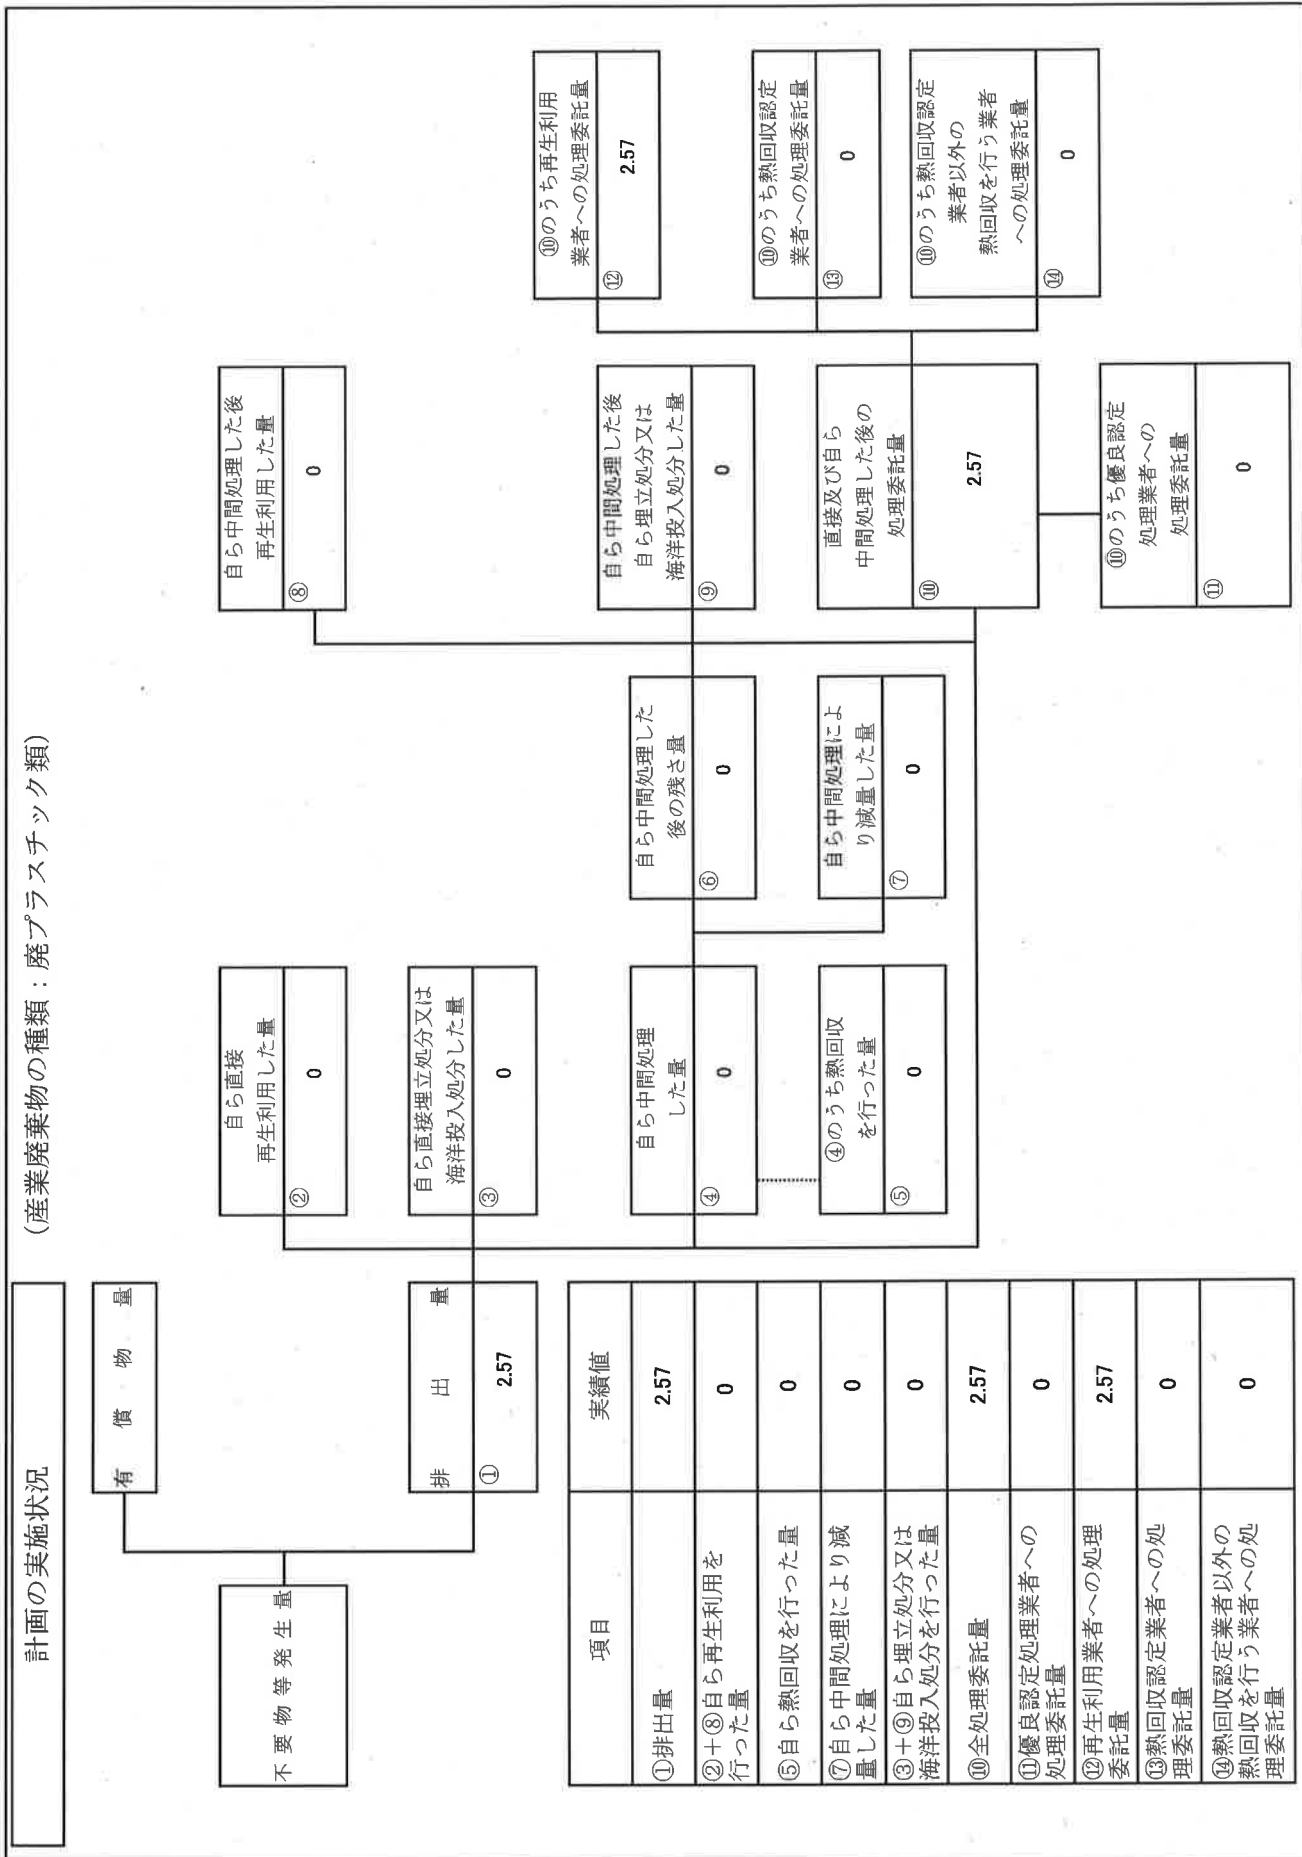 計画の実施状況
（産業廃棄物の種類：廃プラスチック類）
不要物等発生量
有償物量
排出量
①
2.57
自ら直接
再生利用した量
②
0
自ら直接埋立処分又は
海洋投入処分した量
③
0
自ら中間処理
した量
④
0
④のうち熱回収
を行った量
⑤
0
自ら中間処理した
後の残さ量
⑥
0
自ら中間処理によ
り減量した量
⑦
0
自ら中間処理した後
再生利用した量
⑧
0
自ら中間処理した後
自ら埋立処分又は
海洋投入処分した量
⑨
0
直接及び自ら
中間処理した後の
処理委託量
⑩
2.57
⑩のうち優良認定
処理業者への
処理委託量
⑪
0
⑩のうち再生利用
業者への処理委託量
⑫
2.57
⑩のうち熱回収認定
業者への処理委託量
⑬
0
⑩のうち熱回収認定
業者以外の
熱回収を行う業者
への処理委託量
⑭
0
項目 実績値
①排出量 2.57
②＋⑧自ら再生利用を
行った量 0
⑤自ら熱回収を行った量 0
⑦自ら中間処理により減
量した量 0
③＋⑨自ら埋立処分又は
海洋投入処分を行った量 0
⑩全処理委託量 2.57
⑪優良認定処理業者への
処理委託量 0
⑫再生利用業者への処理
委託量 2.57
⑬熱回収認定業者への処
理委託量 0
⑭熱回収認定業者以外の
熱回収を行う業者への処
理委託量 0